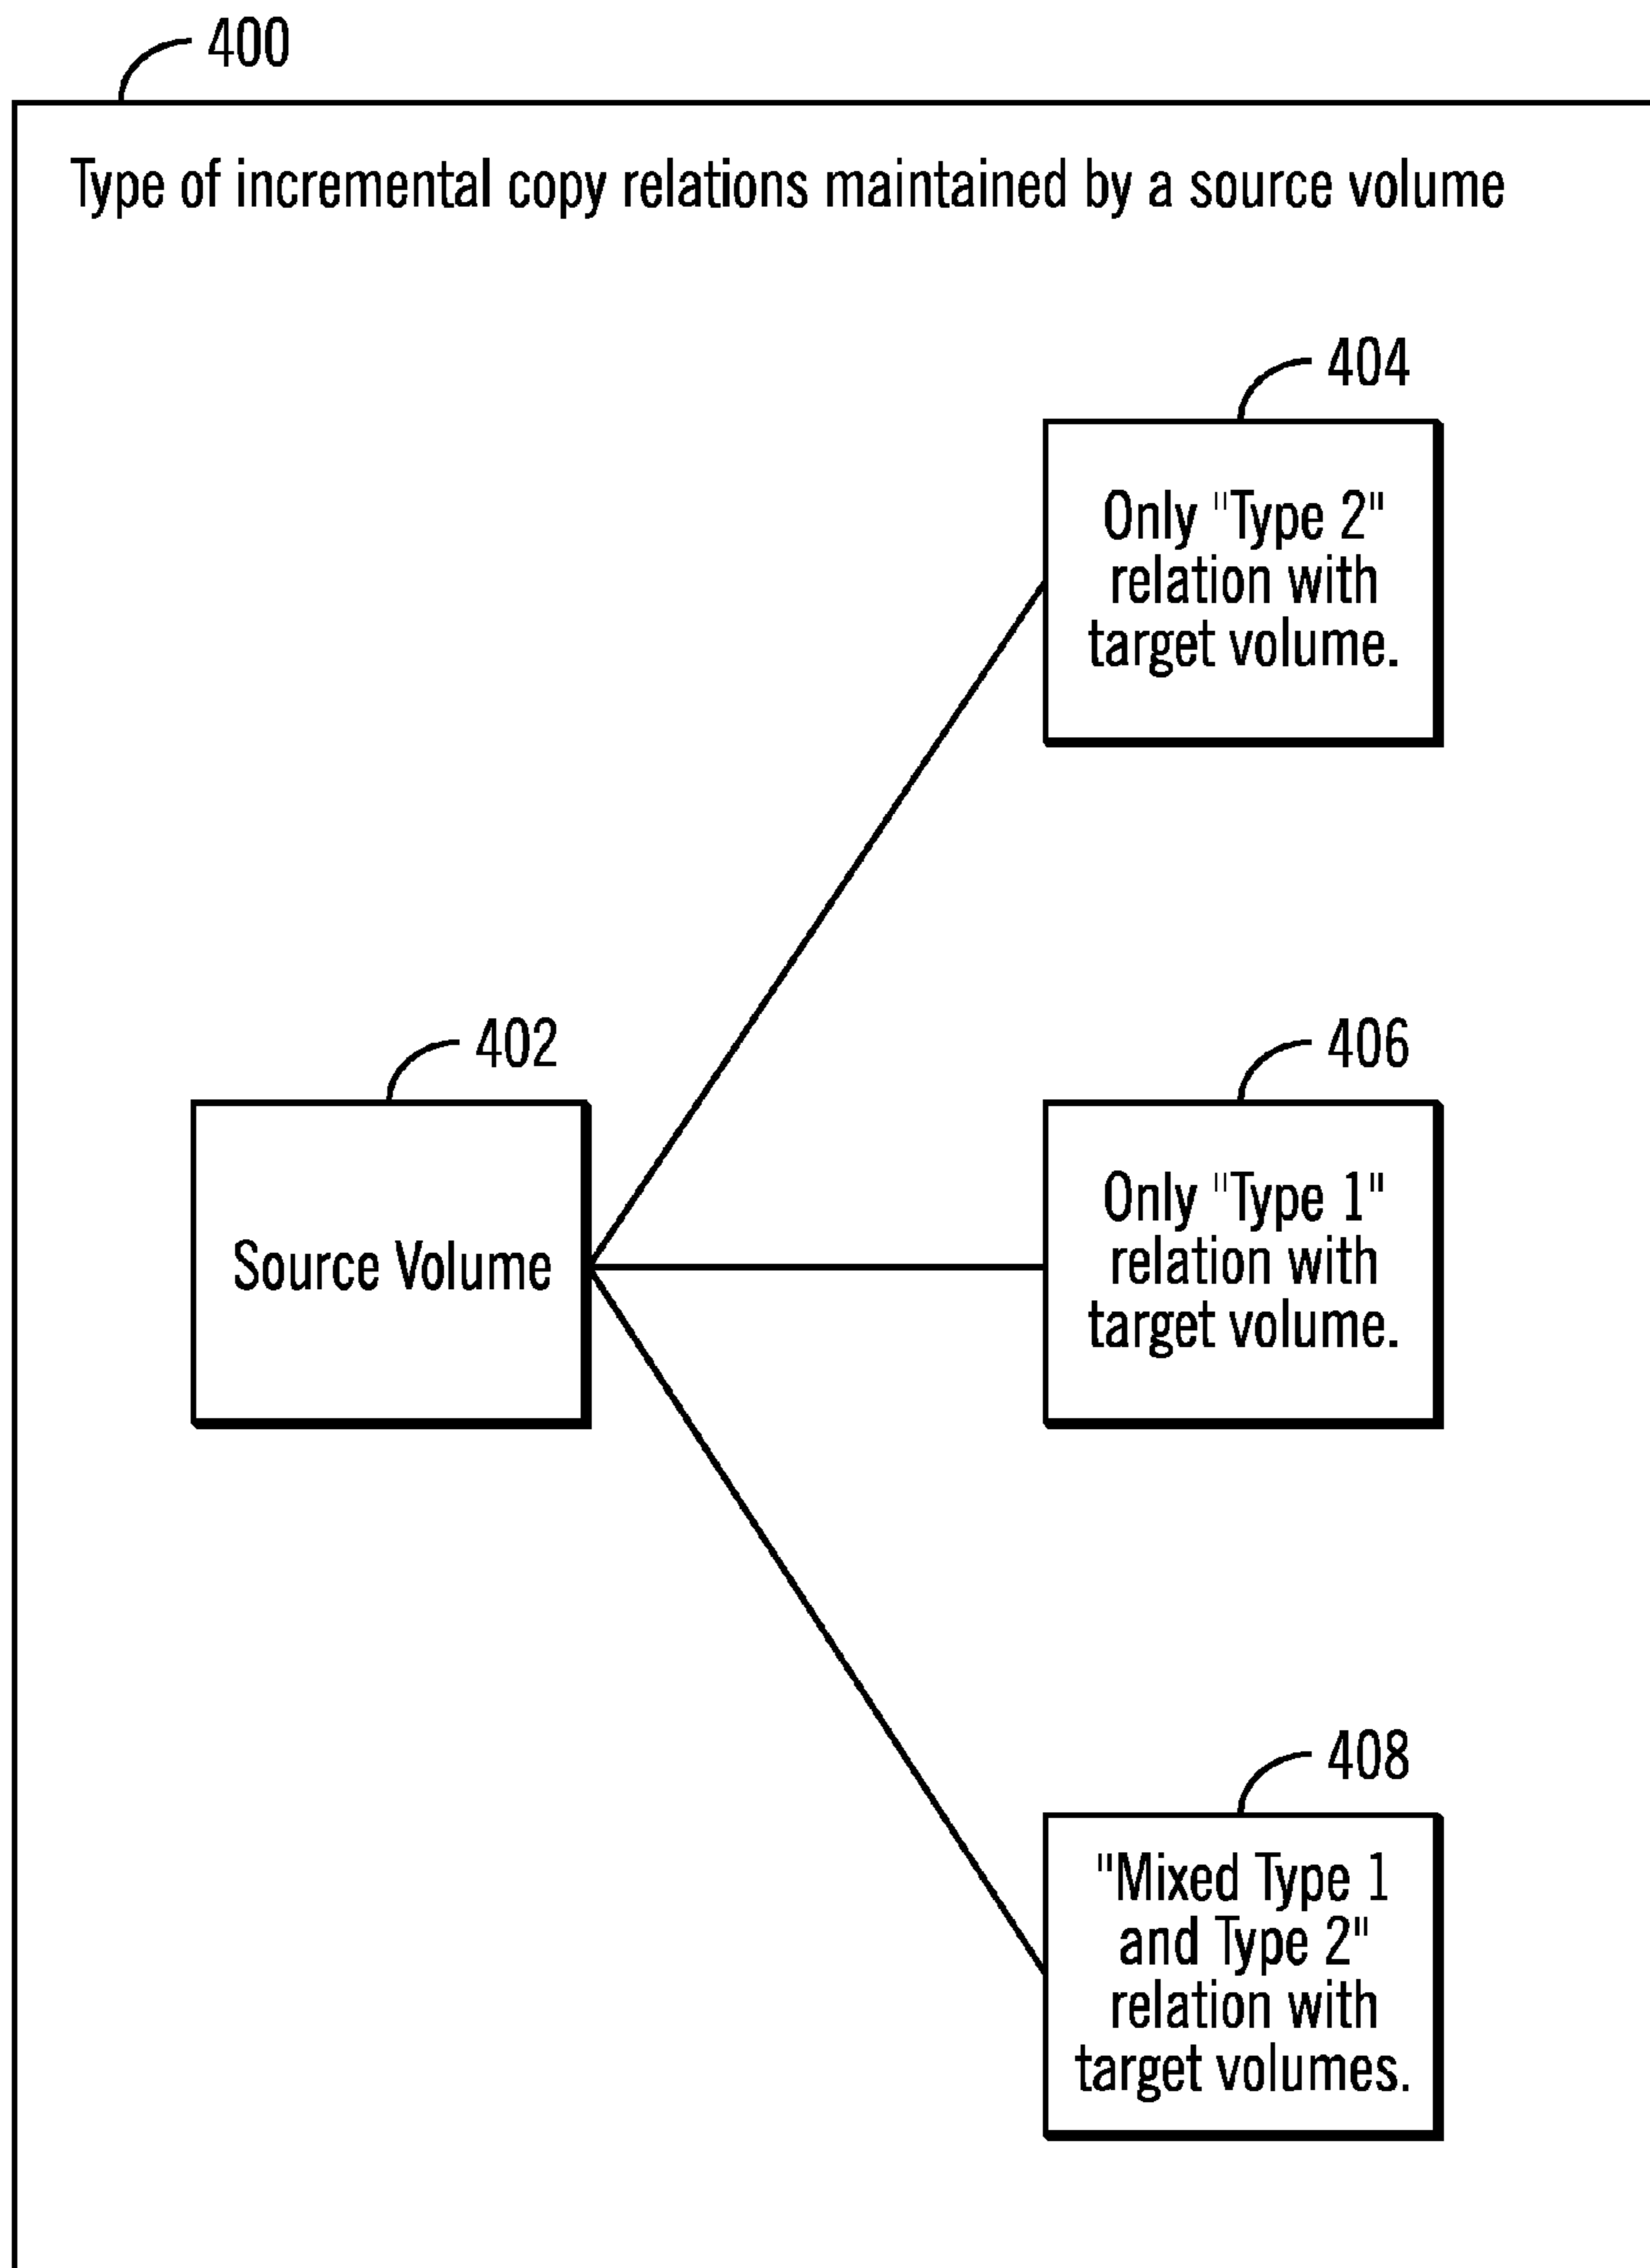 400
Type of incremental copy relations maintained by a source volume
404
Only "Type 2"
relation with
target volume.
402
Source Volume
406
Only "Type 1"
relation with
target volume.
408
"Mixed Type 1
and Type 2"
relation with
target volumes.